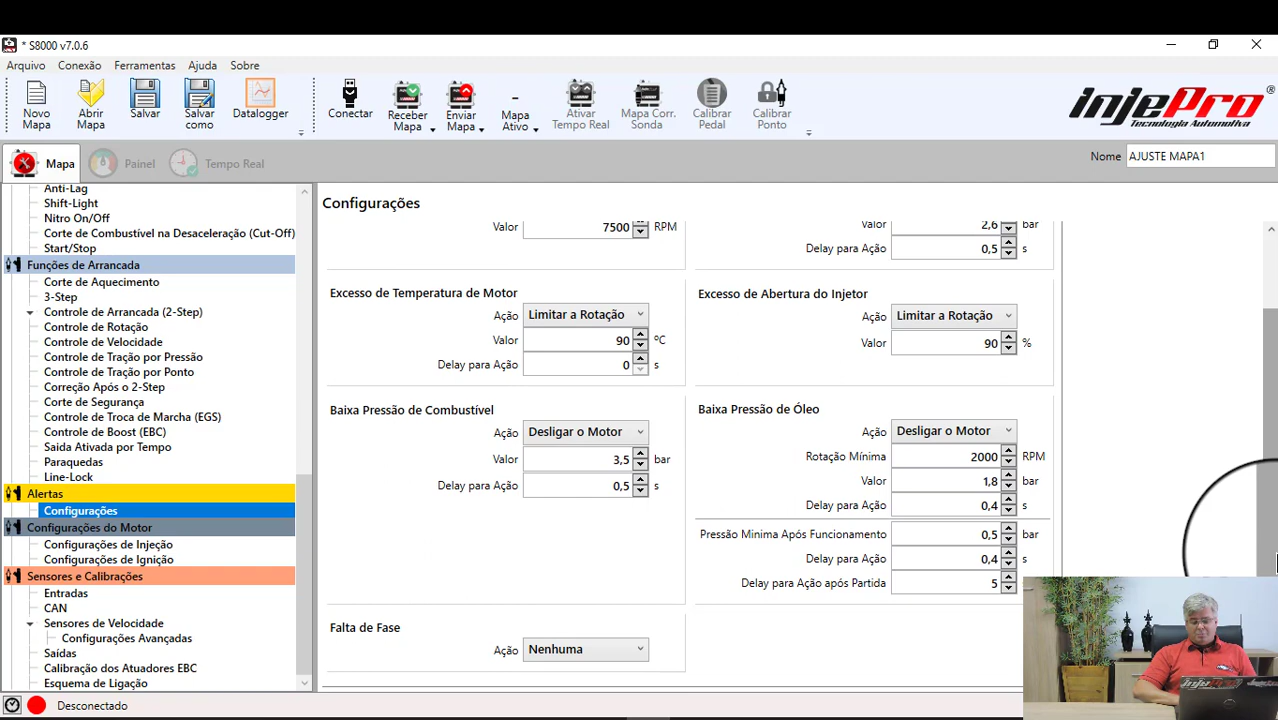 * S8000 v7.0.6
Arquivo Conexão Ferramentas Ajuda Sobre
Novo Mapa
Abrir Mapa
Salvar
Salvar como
Datalogger
Conectar
Receber Mapa
Enviar Mapa
Mapa Ativo
Ativar Tempo Real
Mapa Corr. Sonda
Calibrar Pedal
Calibrar Ponto
InjePro®
Tecnologia Automotiva
Mapa Painel Tempo Real
Nome AJUSTE MAPA1
Anti-Lag
Shift-Light
Nitro On/Off
Corte de Combustível na Desaceleração (Cut-Off)
Start/Stop
Funções de Arrancada
Corte de Aquecimento
3-Step
Controle de Arrancada (2-Step)
Controle de Rotação
Controle de Velocidade
Controle de Tração por Pressão
Controle de Tração por Ponto
Correção Após o 2-Step
Corte de Segurança
Controle de Troca de Marcha (EGS)
Controle de Boost (EBC)
Saida Ativada por Tempo
Paraquedas
Line-Lock
Alertas
Configurações
Configurações do Motor
Configurações de Injeção
Configurações de Ignição
Sensores e Calibrações
Entradas
CAN
Sensores de Velocidade
Configurações Avançadas
Saídas
Calibração dos Atuadores EBC
Esquema de Ligação
Configurações
Valor 7500 RPM
2,6 bar
Delay para Ação 0,5 s
Excesso de Temperatura de Motor
Ação Limitar a Rotação
Valor 90 ºC
Delay para Ação 0 s
Excesso de Abertura do Injetor
Ação Limitar a Rotação
Valor 90 %
Baixa Pressão de Combustível
Ação Desligar o Motor
Valor 3,5 bar
Delay para Ação 0,5 s
Baixa Pressão de Óleo
Ação Desligar o Motor
Rotação Mínima 2000 RPM
Valor 1,8 bar
Delay para Ação 0,4 s
Pressão Minima Após Funcionamento 0,5 bar
Delay para Ação 0,4 s
Delay para Ação após Partida 5
Falta de Fase
Ação Nenhuma
Desconectado